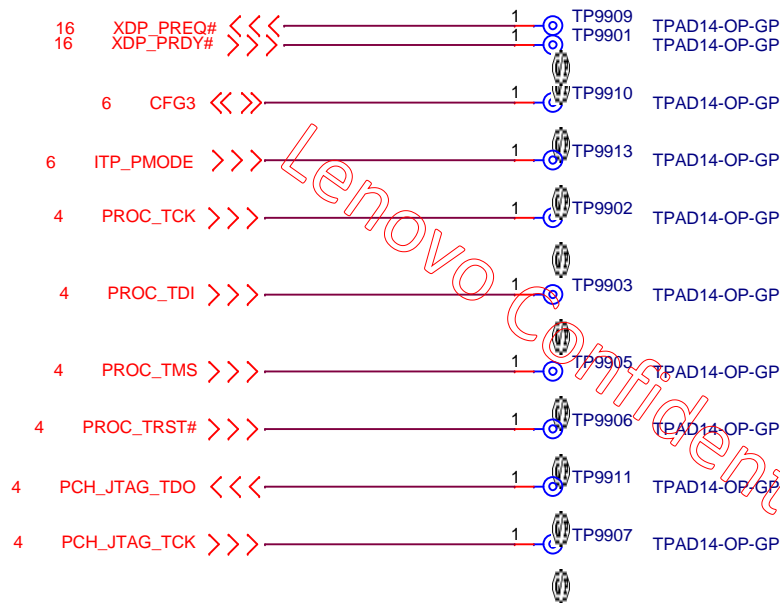 16 XDP_PREQ# 1 TP9909 TPAD14-OP-GP
16 XDP_PRDY# 1 TP9901 TPAD14-OP-GP
6 CFG3 1 TP9910 TPAD14-OP-GP
6 ITP_PMODE 1 TP9913 TPAD14-OP-GP
4 PROC_TCK 1 TP9902 TPAD14-OP-GP
4 PROC_TDI 1 TP9903 TPAD14-OP-GP
4 PROC_TMS 1 TP9905 TPAD14-OP-GP
4 PROC_TRST# 1 TP9906 TPAD14-OP-GP
4 PCH_JTAG_TDO 1 TP9911 TPAD14-OP-GP
4 PCH_JTAG_TCK 1 TP9907 TPAD14-OP-GP
Lenovo Confident